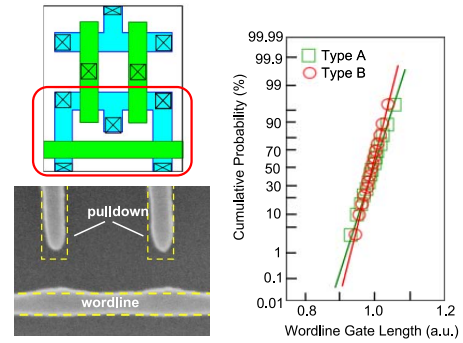 pulldown
wordline
Type A
Type B
Cumulative Probability (%)
99.99
99.9
99
90
70
50
30
10
1
0.1
0.01
0.8
1.0
1.2
Wordline Gate Length (a.u.)